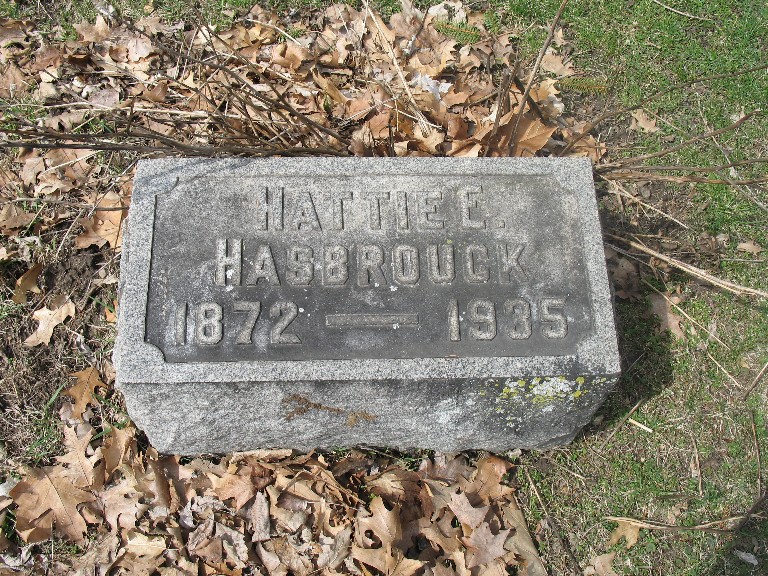 HATTIE E.
HASBROUCK
1872 — 1935